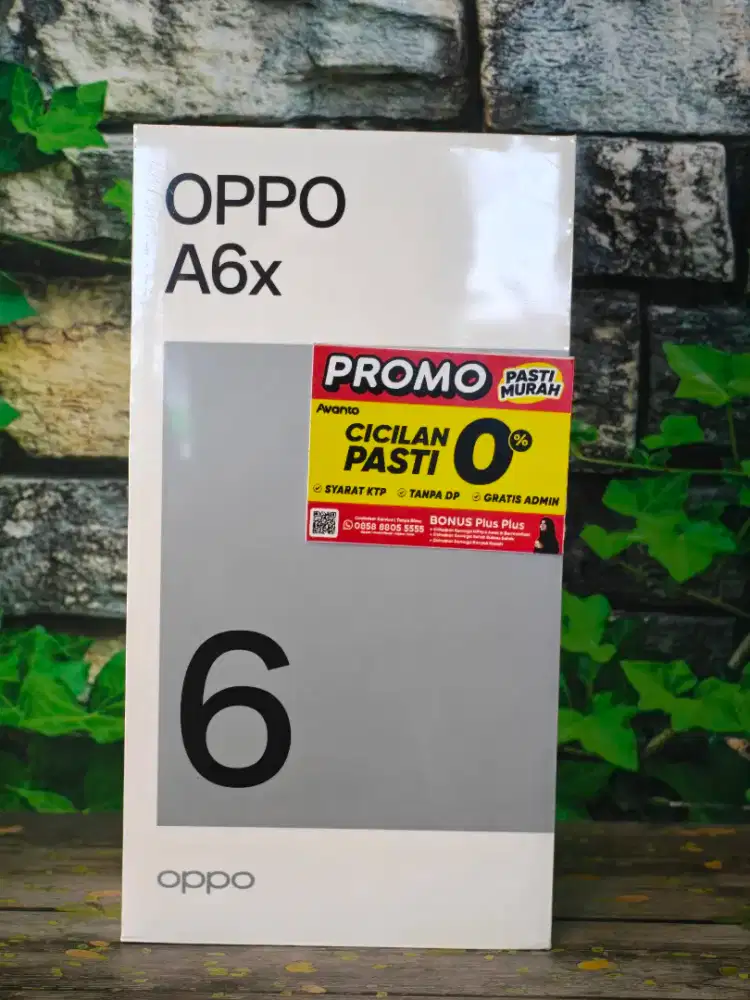 OPPO
A6x
PROMO
PASTI
MURAH
Avanto
CICILAN
PASTI
0%
SYARAT KTP
TANPA DP
GRATIS ADMIN
0858 8805 5555
BONUS Plus Plus
6
oppo